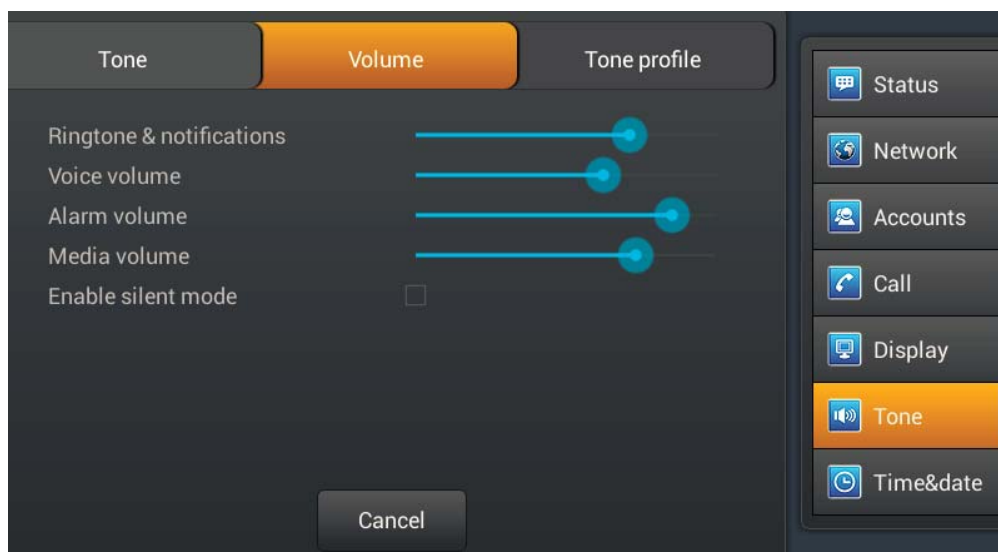 Tone
Volume
Tone profile
Ringtone & notifications
Voice volume
Alarm volume
Media volume
Enable silent mode
Cancel
Status
Network
Accounts
Call
Display
Tone
Time&date